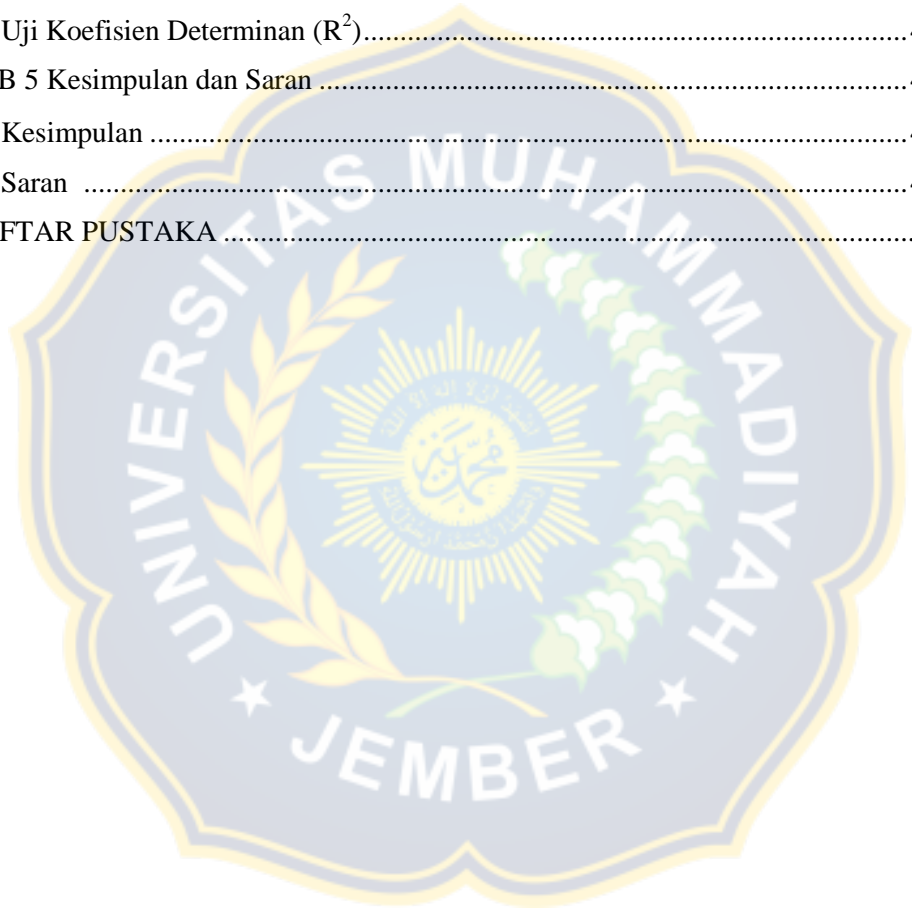 Uji Koefisien Determinan (R²)........................................................................
B 5 Kesimpulan dan Saran ................................................................................
Kesimpulan .......................................................................................................
Saran ................................................................................................................
FTAR PUSTAKA ............................................................................................
UNIVERSITAS MUHAMMADIYAH
JEMBER